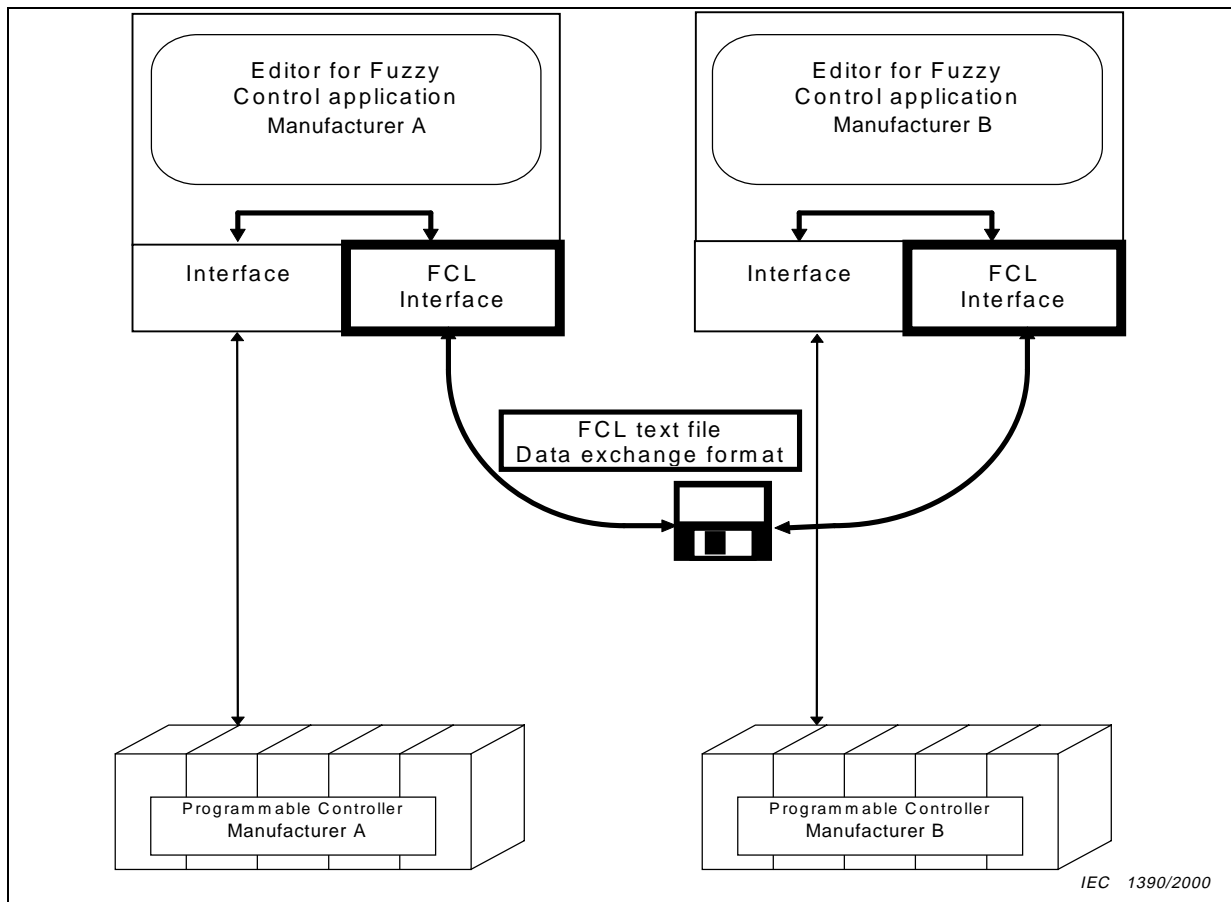 Editor for Fuzzy
Control application
Manufacturer A
Interface
FCL
Interface
Editor for Fuzzy
Control application
Manufacturer B
Interface
FCL
Interface
FCL text file
Data exchange format
Programmable Controller
Manufacturer A
Programmable Controller
Manufacturer B
IEC 1390/2000